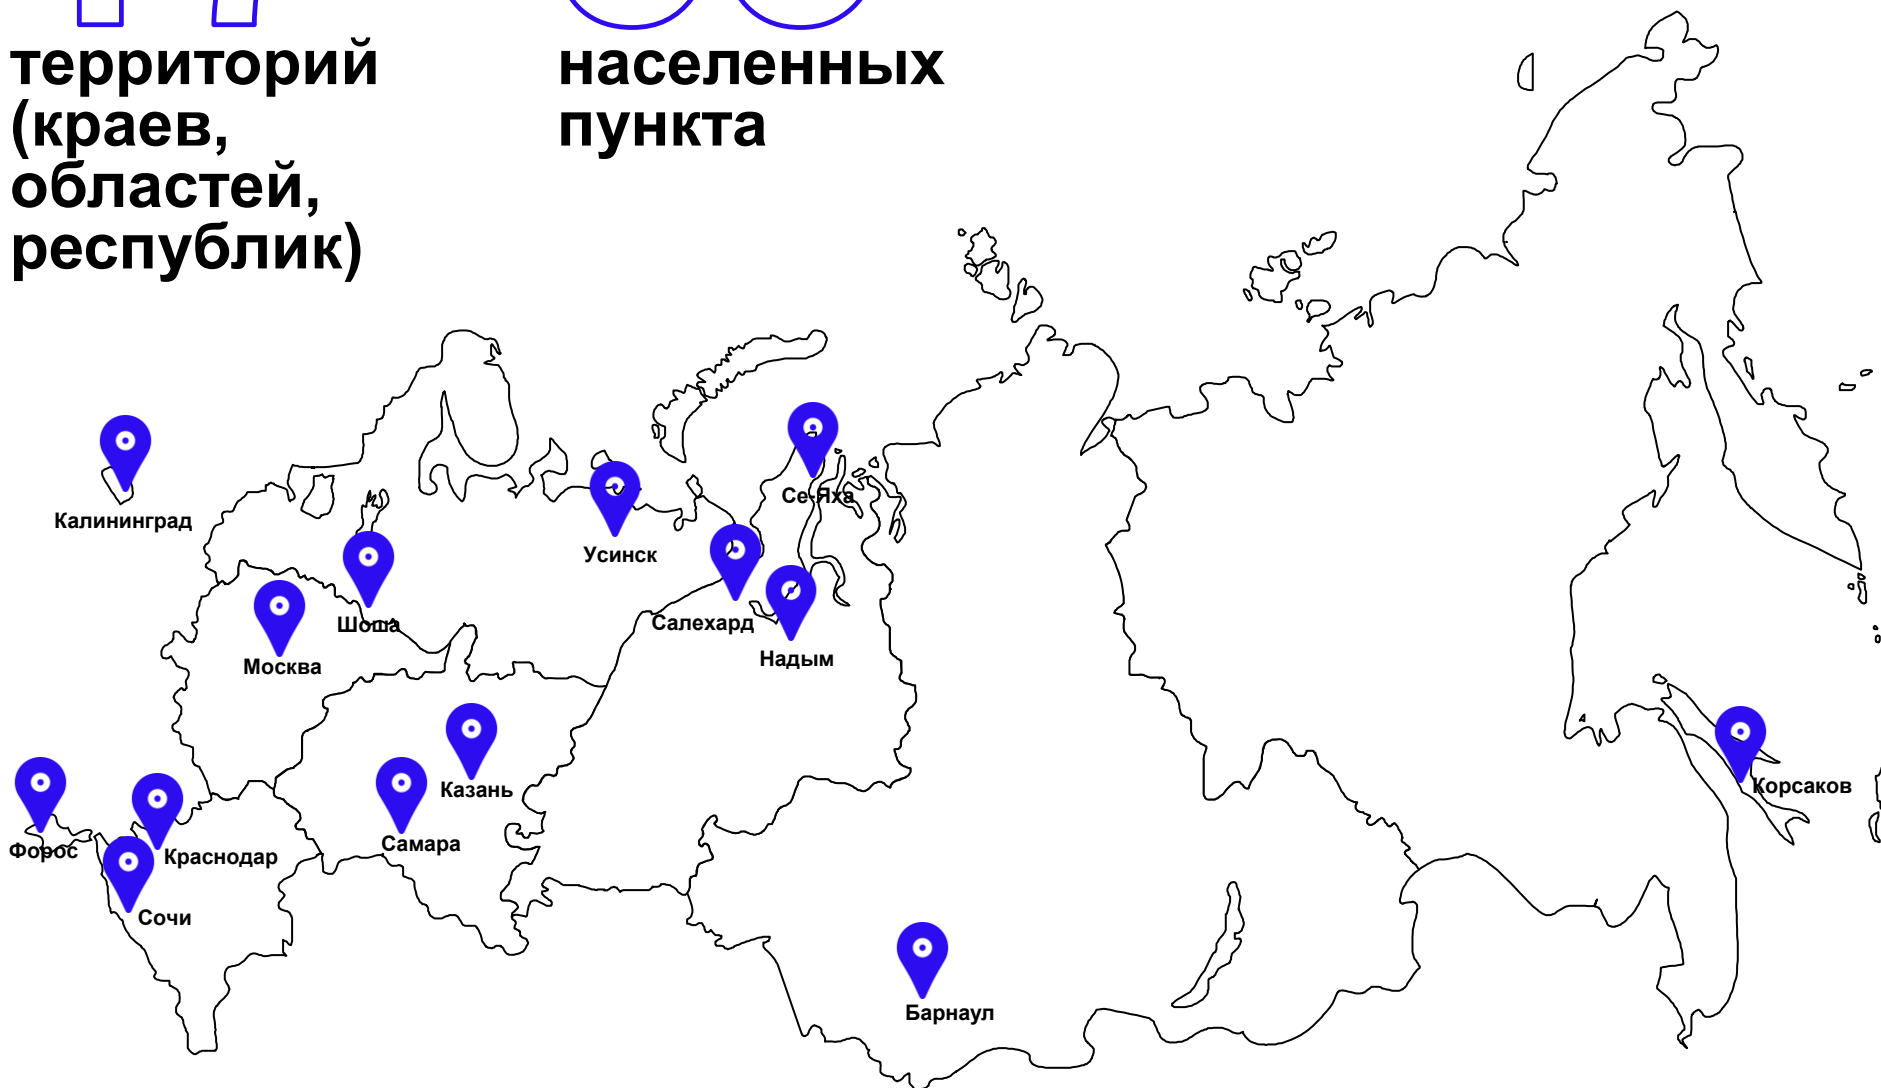 территорий
(краев,
областей,
республик)
населенных
пункта
Калининград
Се-Яха
Усинск
Шоша
Салехард
Надым
Москва
Казань
Корсаков
Самара
Форос
Краснодар
Сочи
Барнаул